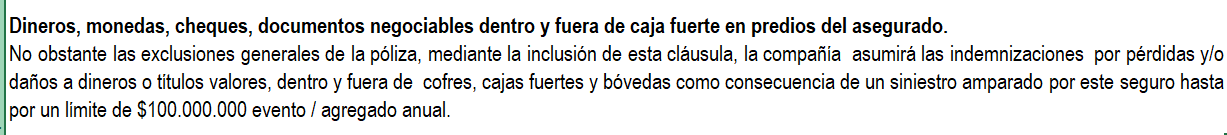 Dineros, monedas, cheques, documentos negociables dentro y fuera de caja fuerte en predios del asegurado.
No obstante las exclusiones generales de la póliza, mediante la inclusión de esta cláusula, la compañía asumirá las indemnizaciones por pérdidas y/o
daños a dineros o títulos valores, dentro y fuera de cofres, cajas fuertes y bóvedas como consecuencia de un siniestro amparado por este seguro hasta
por un limite de $100.000.000 evento / agregado anual.